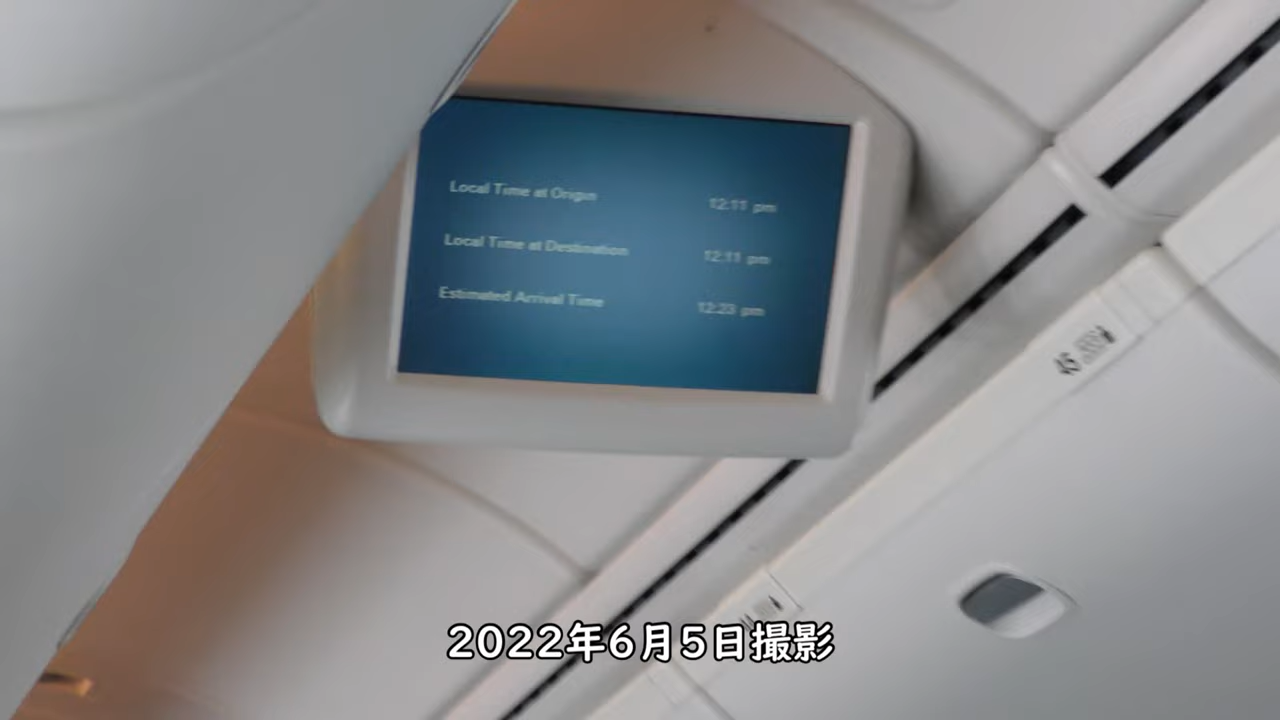 Local Time at Origin 12:11 pm
Local Time at Destination 12:11 pm
Estimated Arrival Time 12:23 pm
2022年6月5日撮影